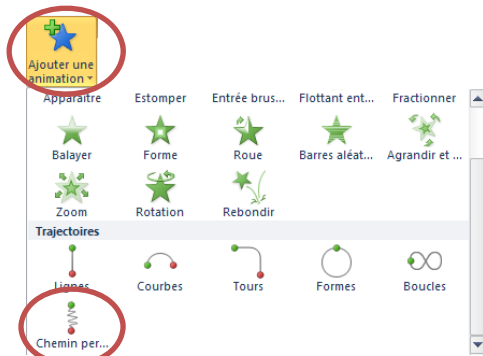 Ajouter une
animation
Apparaître Estomper Entrée brus... Flottant ent... Fractionner
Balayer Forme Roue Barres aléat... Agrandir et ...
Zoom Rotation Rebondir
Trajectoires
Lignes Courbes Tours Formes Boucles
Chemin per...